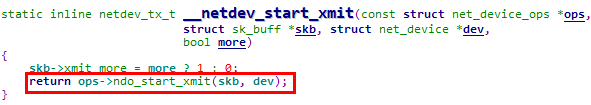 static inline netdev_tx_t __netdev_start_xmit(const struct net_device_ops *ops,
struct sk_buff *skb, struct net_device *dev,
bool more)
{
skb->xmit_more = more ? 1 : 0;
return ops->ndo_start_xmit(skb, dev);
}